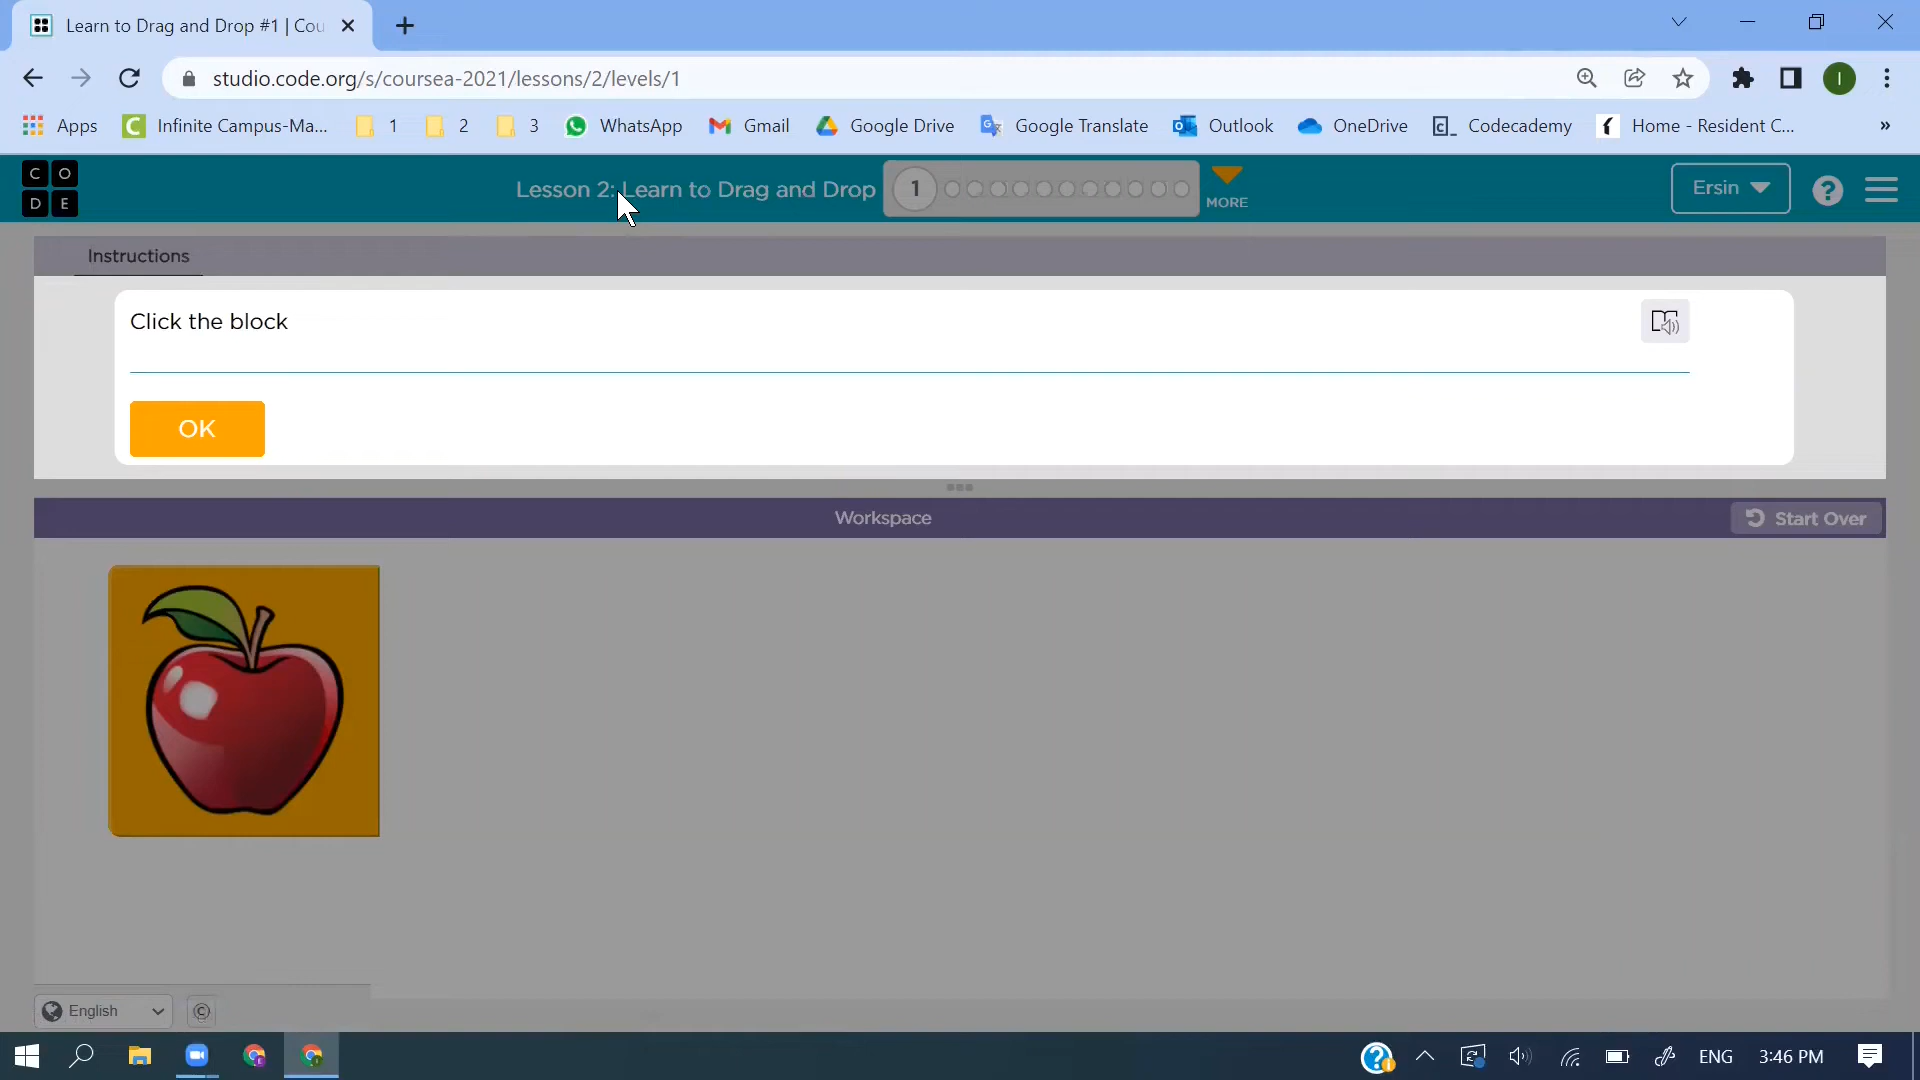 Learn to Drag and Drop #1 | Cou
studio.code.org/s/coursea-2021/lessons/2/levels/1
I
Apps
Infinite Campus-Ma...
1
2
3
WhatsApp
Gmail
Google Drive
Google Translate
Outlook
OneDrive
Codecademy
Home - Resident C...
»
C O
D E
Lesson 2: Learn to Drag and Drop
1
MORE
Ersin
?
Instructions
Click the block
OK
Workspace
Start Over
English
©
ENG
3:46 PM